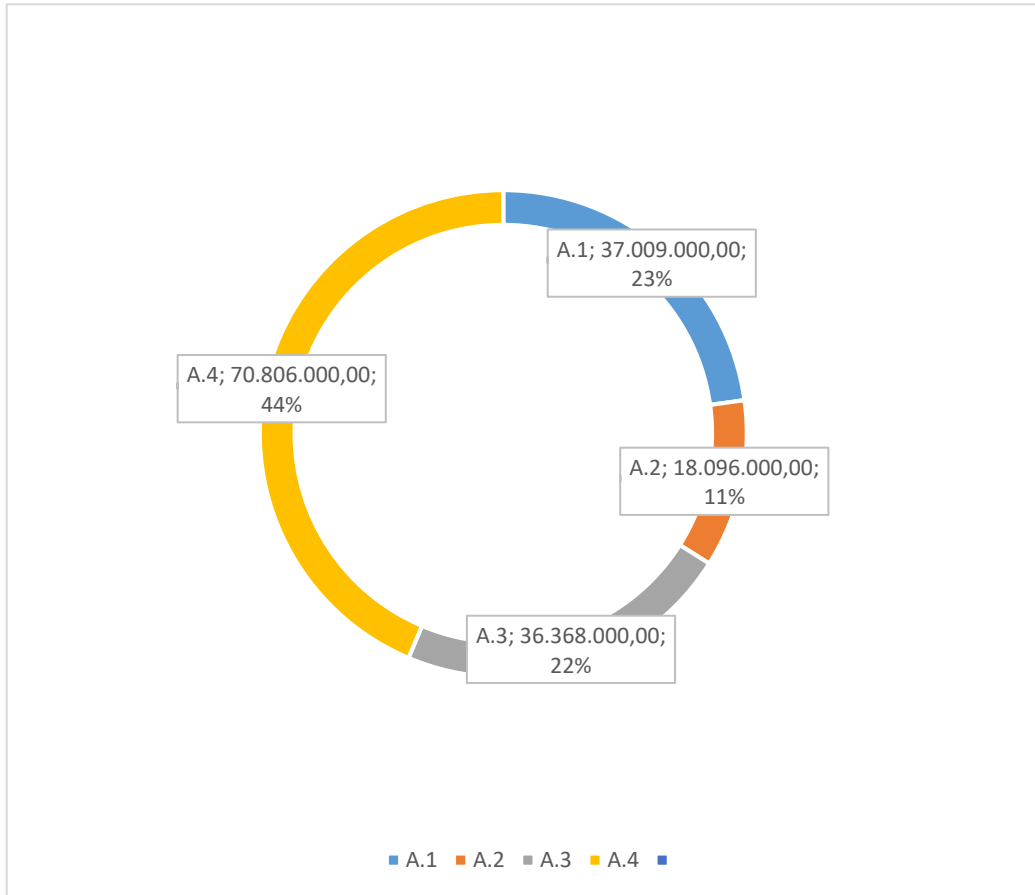 A.1; 37.009.000,00;
23%
A.4; 70.806.000,00;
44%
A.2; 18.096.000,00;
11%
A.3; 36.368.000,00;
22%
A.1 A.2 A.3 A.4